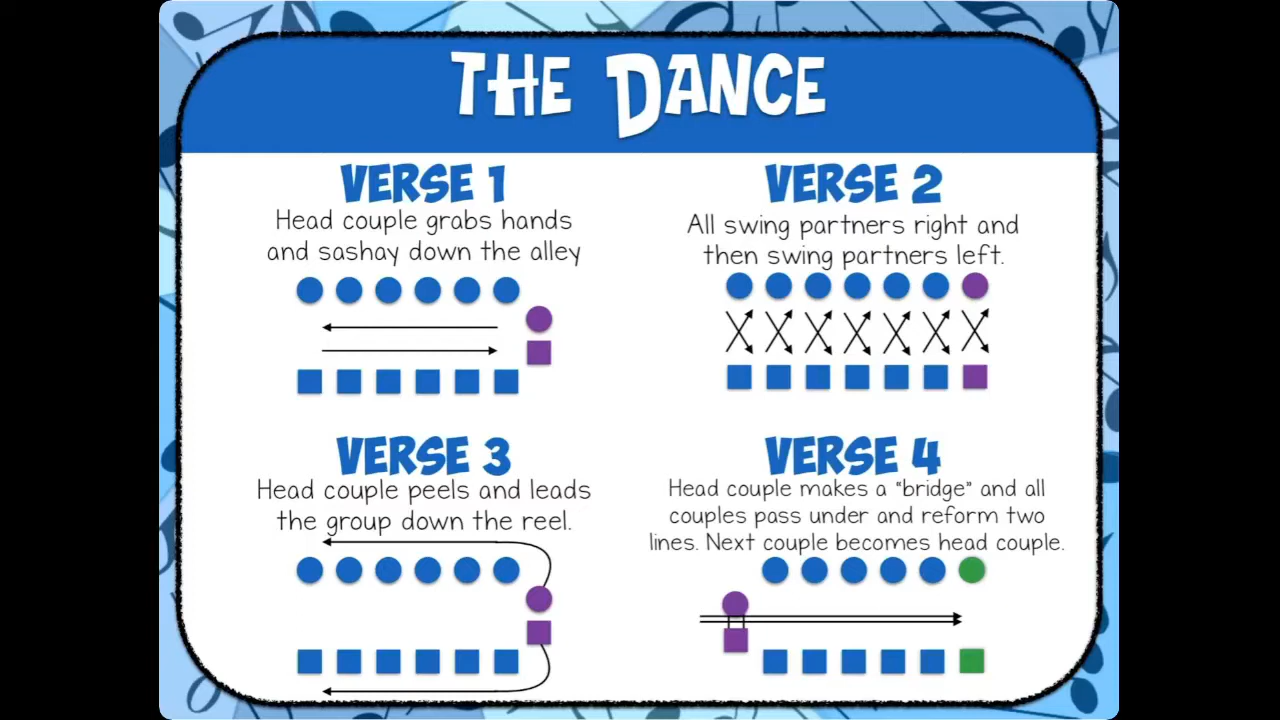 THE DANCE
VERSE 1
Head couple grabs hands
and sashay down the alley
VERSE 2
All swing partners right and
then swing partners left.
VERSE 3
Head couple peels and leads
the group down the reel.
VERSE 4
Head couple makes a “bridge” and all
couples pass under and reform two
lines. Next couple becomes head couple.